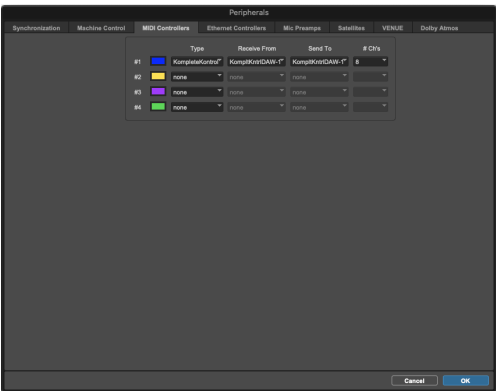 Peripherals
Synchronization Machine Control MIDI Controllers Ethernet Controllers Mic Preamps Satellites VENUE Dolby Atmos
Type Receive From Send To # Ch's
#1 KompleteKontrol KompltKntrlDAW-1 KompltKntrlDAW-1 8
#2 none none none
#3 none none none
#4 none none none
Cancel OK